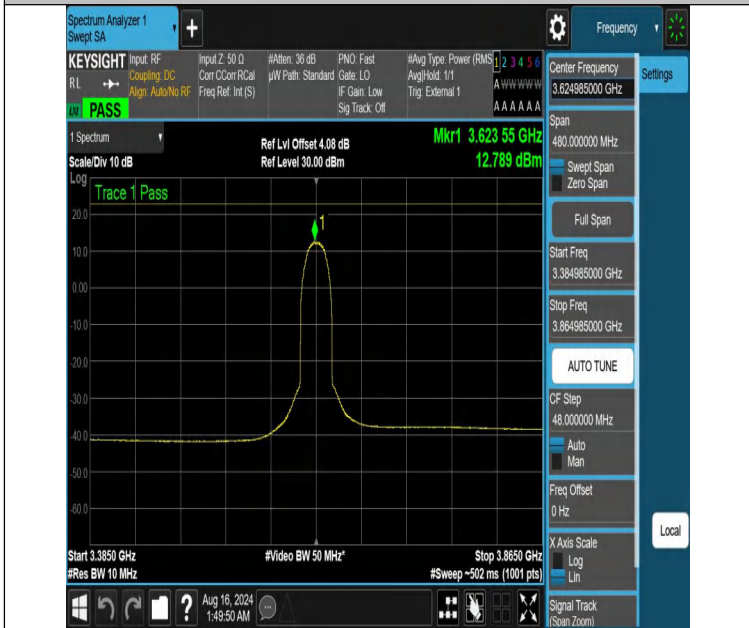 Spectrum Analyzer 1
Swept SA
Frequency
KEYSIGHT
RL
PASS
Input: RF
Coupling: DC
Align: Auto/No RF
Input Z: 50 Ω
Corr CCorr RCal
Freq Ref: Int (S)
#Atten: 36 dB
µW Path: Standard
PNO: Fast
Gate: LO
IF Gain: Low
Sig Track: Off
#Avg Type: Power (RMS
Avg|Hold: 1/1
Trig: External 1
1 2 3 4 5 6
A W W W W W
A A A A A A
1 Spectrum
Scale/Div 10 dB
Ref Lvl Offset 4.08 dB
Ref Level 30.00 dBm
Mkr1 3.623 55 GHz
12.789 dBm
Log
Trace 1 Pass
1
20.0
10.0
0.00
-10.0
-20.0
-30.0
-40.0
-50.0
-60.0
Start 3.3850 GHz
#Res BW 10 MHz
#Video BW 50 MHz*
Stop 3.8650 GHz
#Sweep ~502 ms (1001 pts)
Center Frequency
3.624985000 GHz
Settings
Span
480.000000 MHz
Swept Span
Zero Span
Full Span
Start Freq
3.384985000 GHz
Stop Freq
3.864985000 GHz
AUTO TUNE
CF Step
48.000000 MHz
Auto
Man
Freq Offset
0 Hz
X Axis Scale
Log
Lin
Local
Signal Track
(Span Zoom)
?
Aug 16, 2024
1:49:50 AM